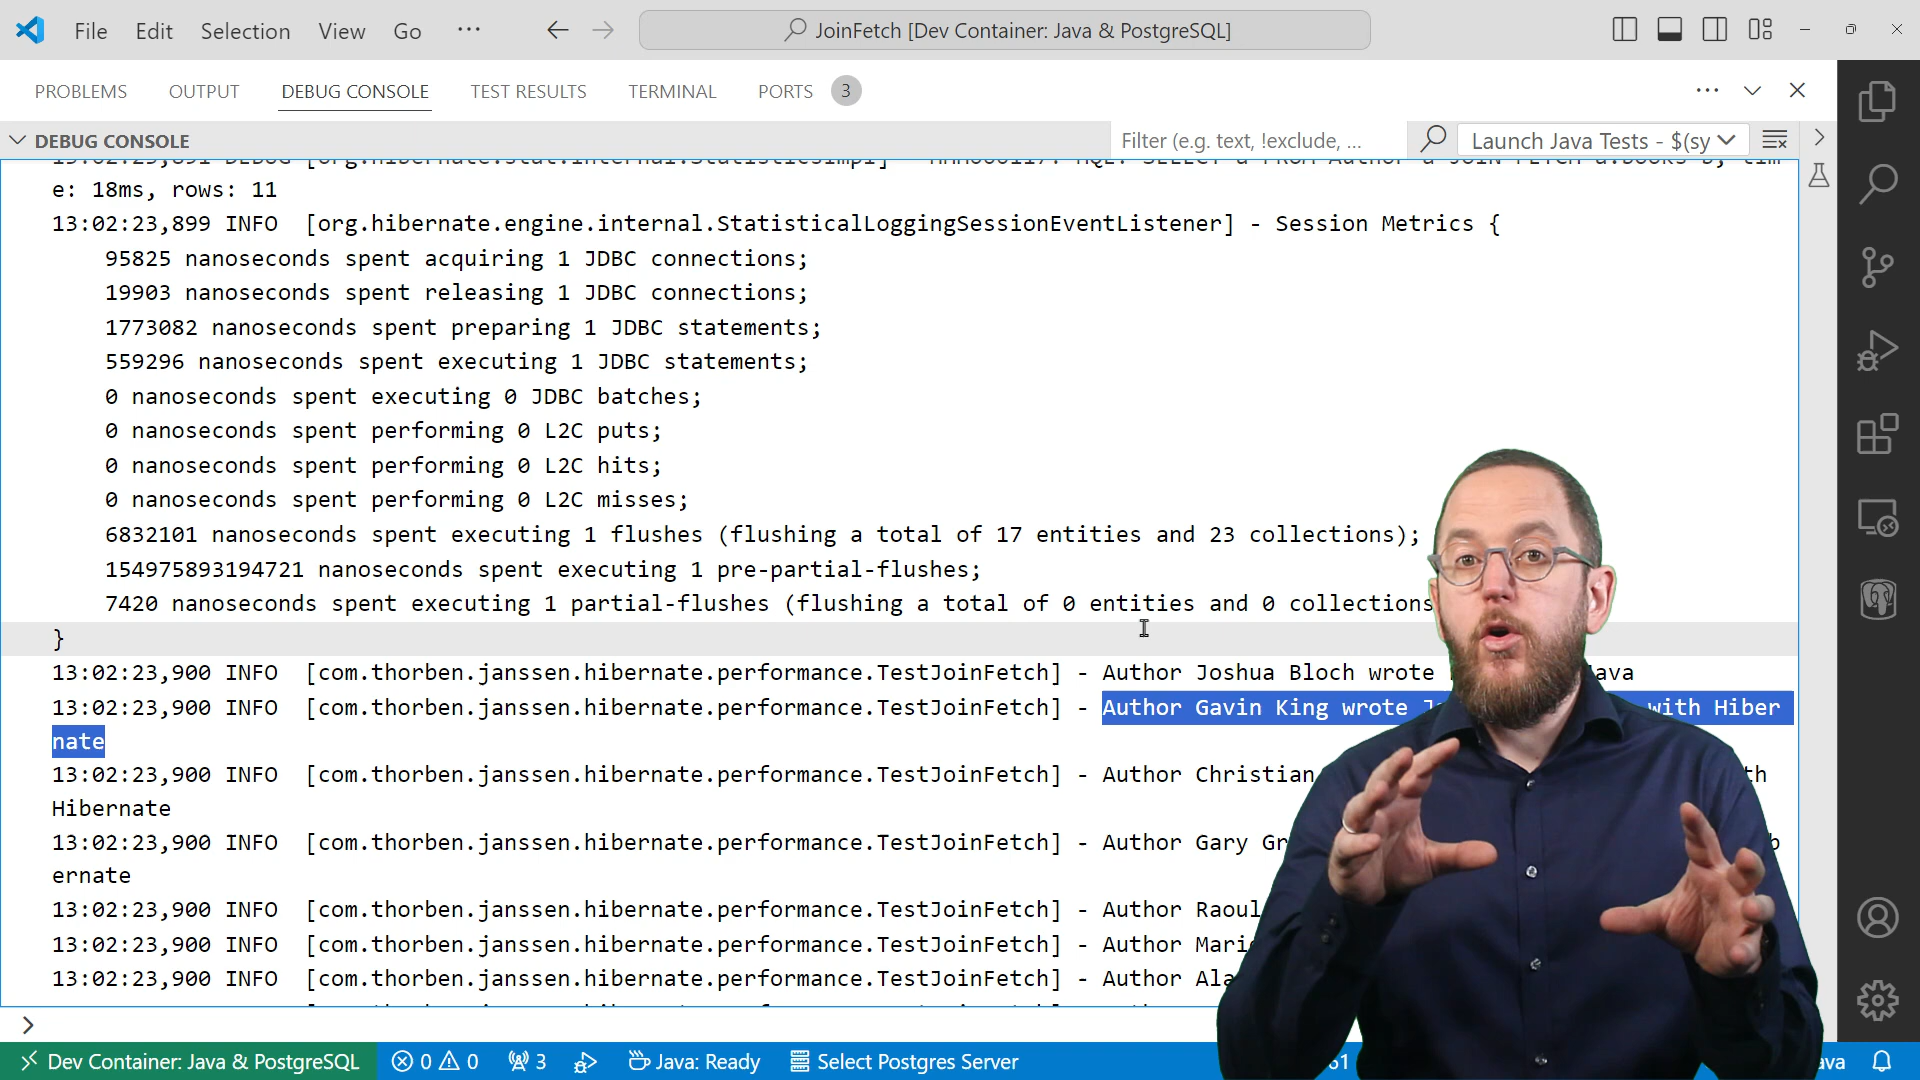 File Edit Selection View Go ··· JoinFetch [Dev Container: Java & PostgreSQL]
PROBLEMS OUTPUT DEBUG CONSOLE TEST RESULTS TERMINAL PORTS 3
DEBUG CONSOLE Filter (e.g. text, !exclude, ... Launch Java Tests - $(sy
e: 18ms, rows: 11
13:02:23,899 INFO [org.hibernate.engine.internal.StatisticalLoggingSessionEventListener] - Session Metrics {
95825 nanoseconds spent acquiring 1 JDBC connections;
19903 nanoseconds spent releasing 1 JDBC connections;
1773082 nanoseconds spent preparing 1 JDBC statements;
559296 nanoseconds spent executing 1 JDBC statements;
0 nanoseconds spent executing 0 JDBC batches;
0 nanoseconds spent performing 0 L2C puts;
0 nanoseconds spent performing 0 L2C hits;
0 nanoseconds spent performing 0 L2C misses;
6832101 nanoseconds spent executing 1 flushes (flushing a total of 17 entities and 23 collections);
154975893194721 nanoseconds spent executing 1 pre-partial-flushes;
7420 nanoseconds spent executing 1 partial-flushes (flushing a total of 0 entities and 0 collections
}
13:02:23,900 INFO [com.thorben.janssen.hibernate.performance.TestJoinFetch] - Author Joshua Bloch wrote
13:02:23,900 INFO [com.thorben.janssen.hibernate.performance.TestJoinFetch] - Author Gavin King wrote with Hiber
nate
13:02:23,900 INFO [com.thorben.janssen.hibernate.performance.TestJoinFetch] - Author Christian
Hibernate
13:02:23,900 INFO [com.thorben.janssen.hibernate.performance.TestJoinFetch] - Author Gary
ernate
13:02:23,900 INFO [com.thorben.janssen.hibernate.performance.TestJoinFetch] - Author Raoul
13:02:23,900 INFO [com.thorben.janssen.hibernate.performance.TestJoinFetch] - Author
13:02:23,900 INFO [com.thorben.janssen.hibernate.performance.TestJoinFetch] - Author
Dev Container: Java & PostgreSQL 0 0 3 Java: Ready Select Postgres Server